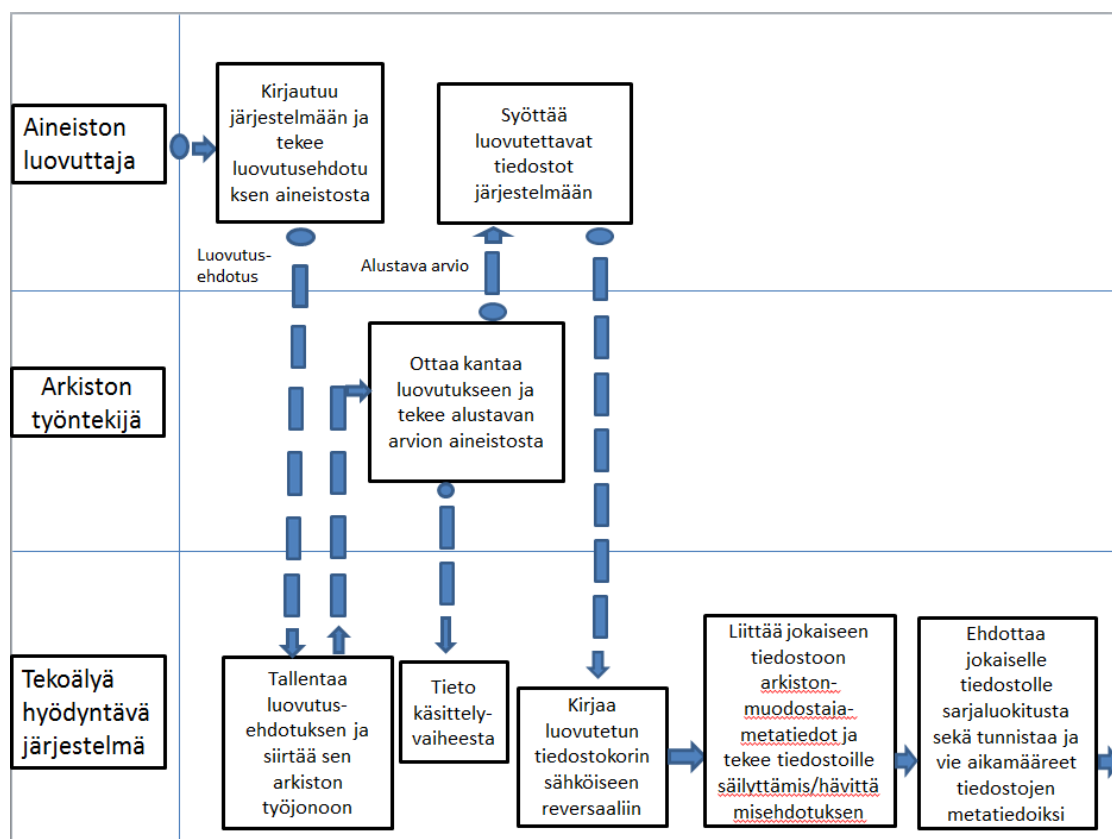 Aineiston
luovuttaja
Kirjautuu
järjestelmään ja
tekee
luovutusehdotu
ksen aineistosta
Syöttää
luovutettavat
tiedostot
järjestelmään
Luovutus-
ehdotus
Alustava arvio
Arkiston
työntekijä
Ottaa kantaa
luovutukseen ja
tekee alustavan
arvion aineistosta
Tekoälyä
hyödyntävä
järjestelmä
Tallentaa
luovutus-
ehdotuksen ja
siirtää sen
arkiston
työjonoon
Tieto
käsittely-
vaiheesta
Kirjaa
luovutetun
tiedostokorin
sähköiseen
reversaaliin
Liittää jokaiseen
tiedostoon
arkiston-
muodostaja-
metatiedot ja
tekee tiedostoille
säilyttämis/hävittä
misehdotuksen
Ehdottaa
jokaiselle
tiedostolle
sarjaluokitusta
sekä tunnistaa ja
vie aikamääreet
tiedostojen
metatiedoiksi